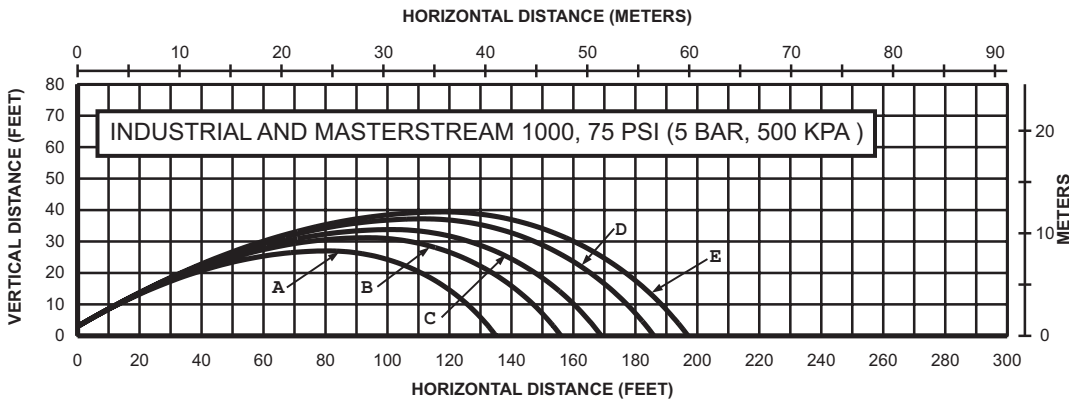 HORIZONTAL DISTANCE (METERS)
0 10 20 30 40 50 60 70 80 90
80
70
60
50
40
30
20
10
0
VERTICAL DISTANCE (FEET)
INDUSTRIAL AND MASTERSTREAM 1000, 75 PSI (5 BAR, 500 KPA )
A
B
C
D
E
20
10
0
METERS
0 20 40 60 80 100 120 140 160 180 200 220 240 260 280 300
HORIZONTAL DISTANCE (FEET)